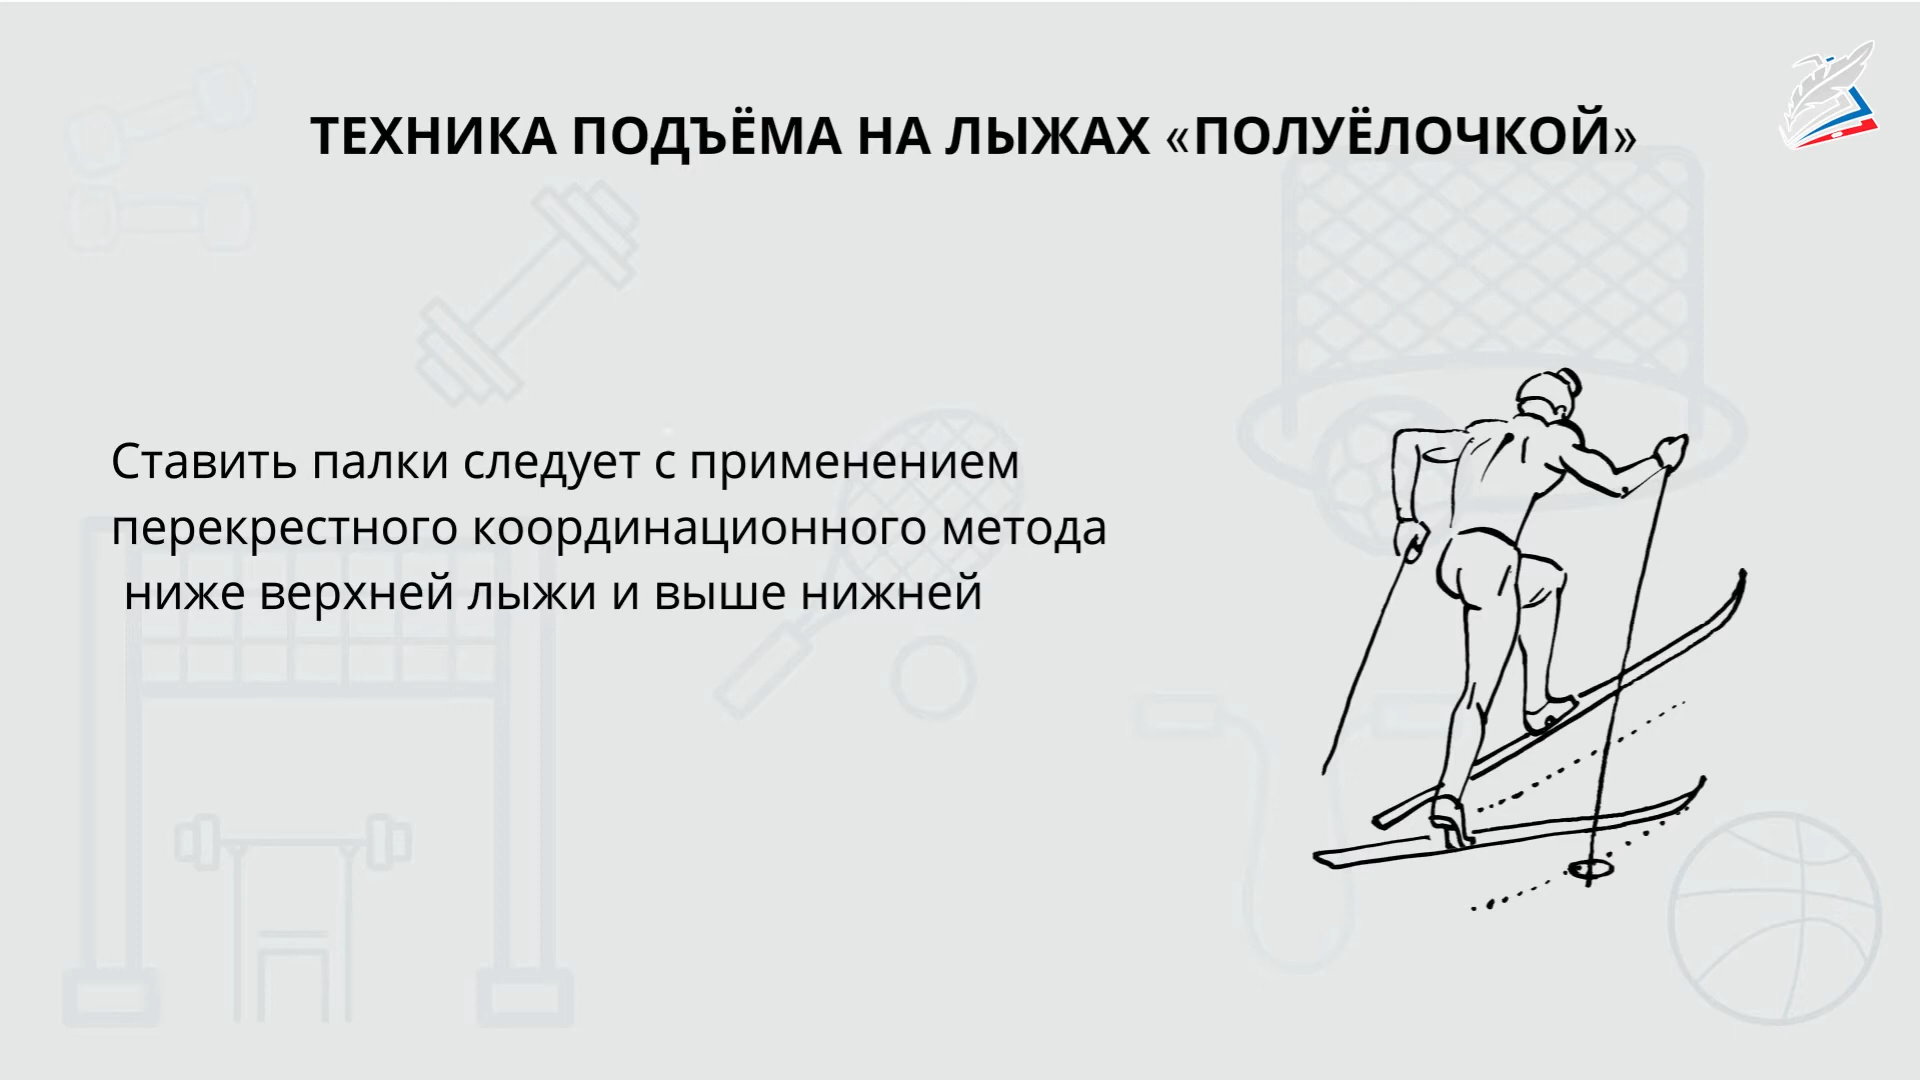 ТЕХНИКА ПОДЪЁМА НА ЛЫЖАХ «ПОЛУЁЛОЧКОЙ»
Ставить палки следует с применением
перекрестного координационного метода
ниже верхней лыжи и выше нижней